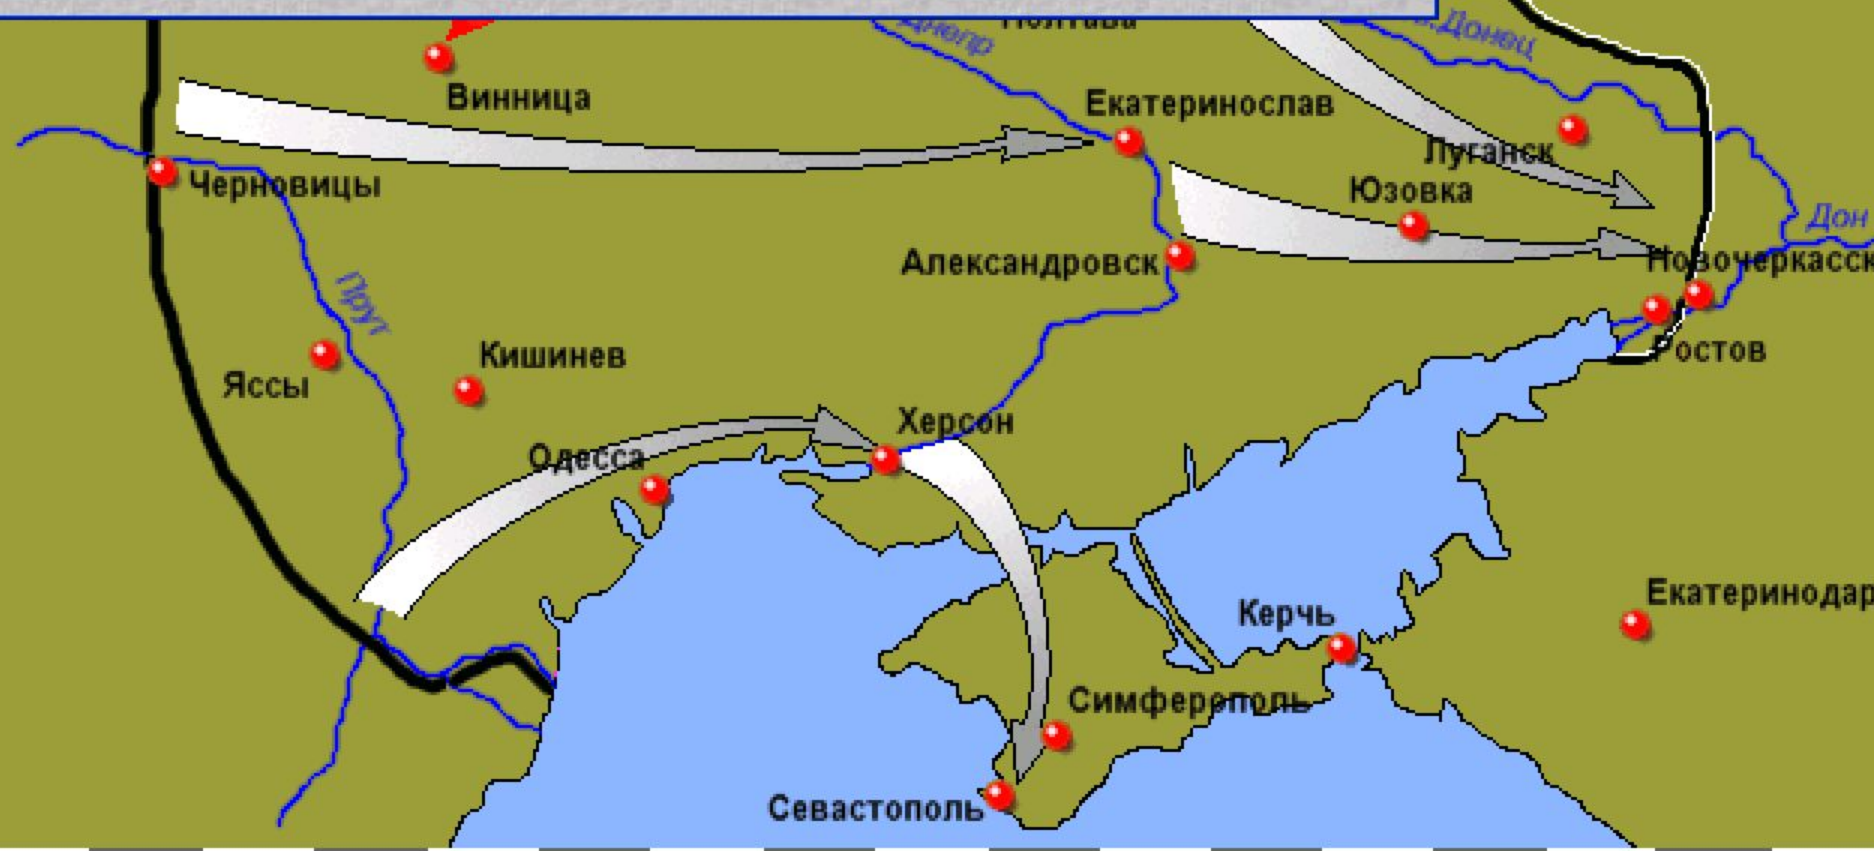 Днепр
Полтава
Донец
Винница
Екатеринослав
Луганск
Черновицы
Юзовка
Дон
Александровск
Новочеркасск
Прут
Кишинев
Ростов
Яссы
Херсон
Одесса
Екатеринодар
Керчь
Симферополь
Севастополь